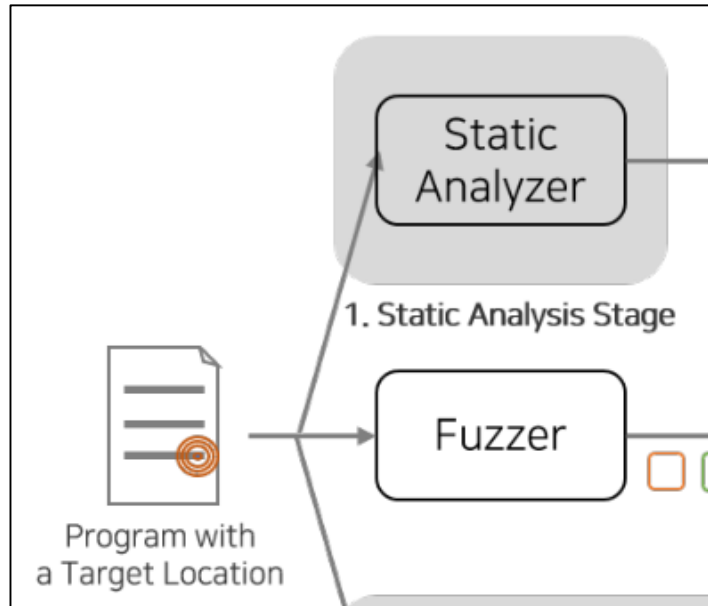 Static
Analyzer
1. Static Analysis Stage
Fuzzer
Program with
a Target Location